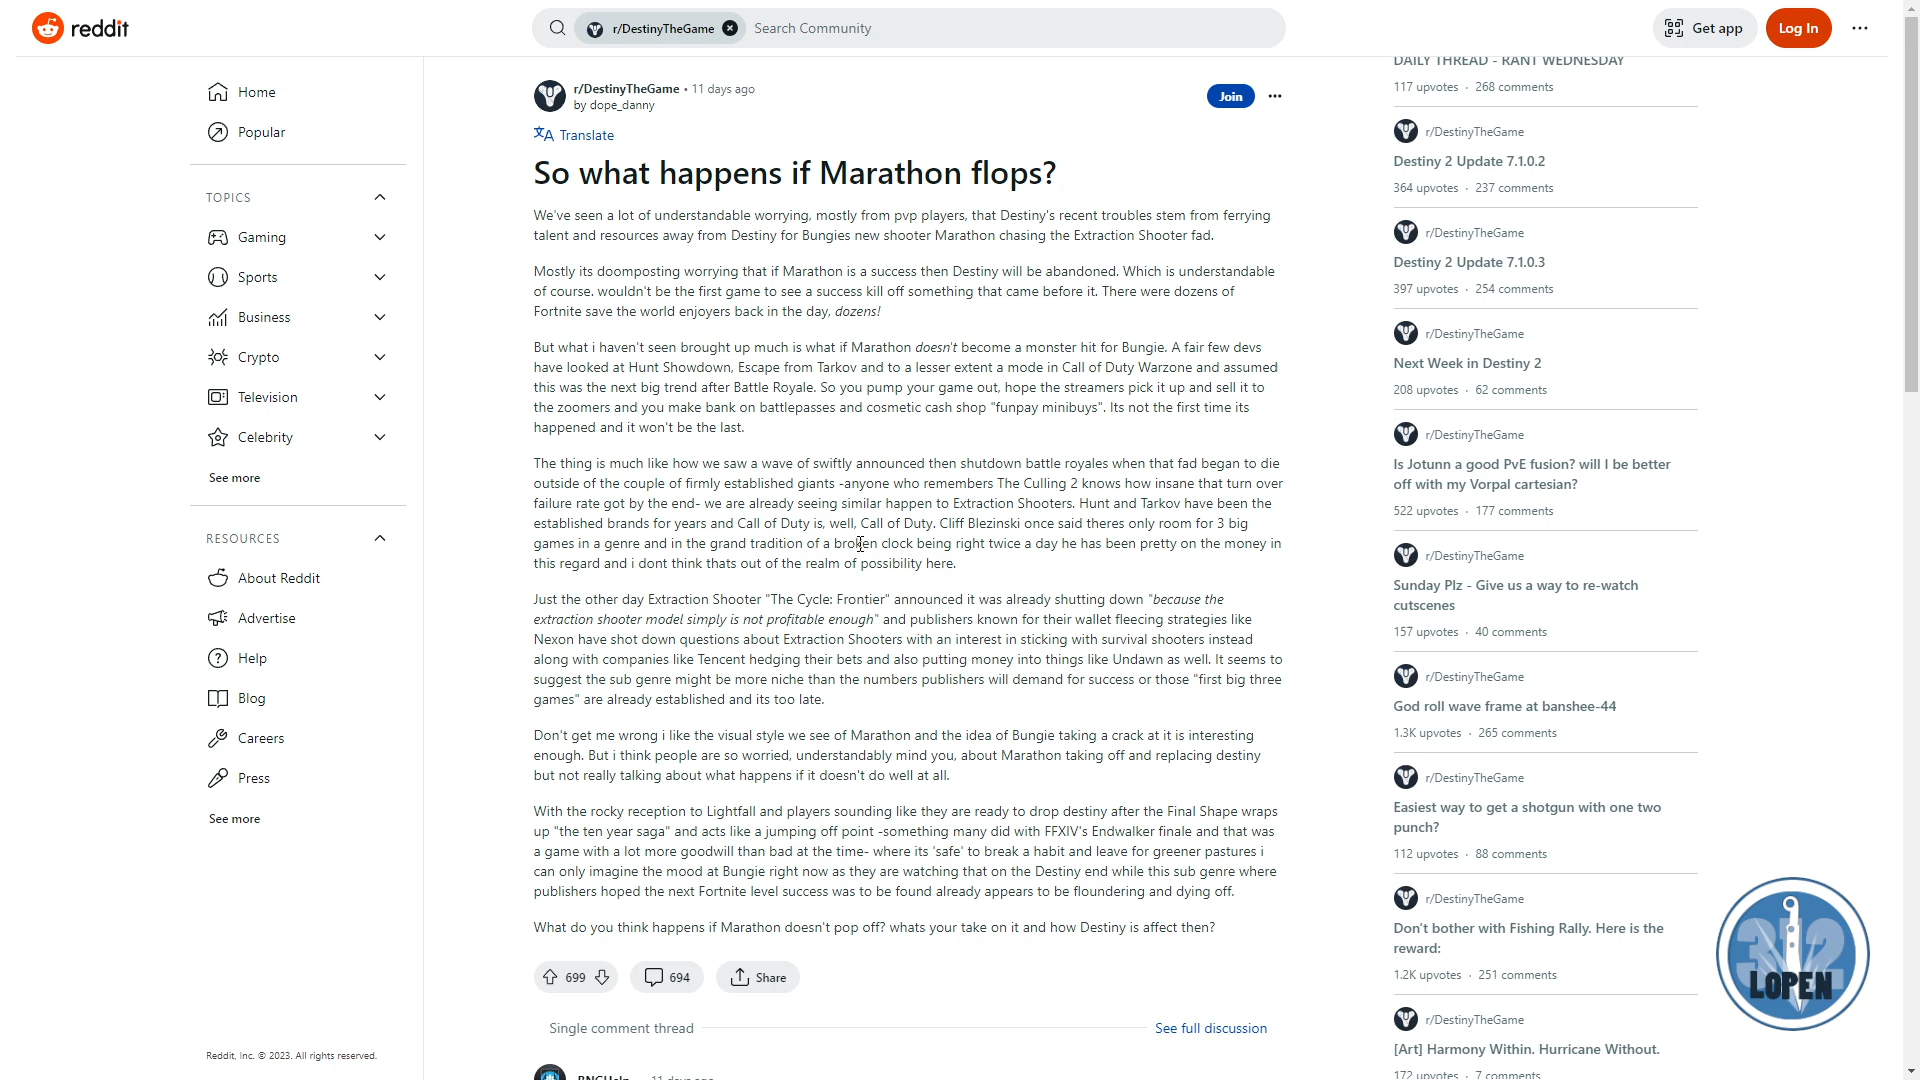 reddit
r/DestinyTheGame
Search Community
Get app
Log In
Home
Popular
TOPICS
Gaming
Sports
Business
Crypto
Television
Celebrity
See more
RESOURCES
About Reddit
Advertise
Help
Blog
Careers
Press
See more
Reddit, Inc. © 2023. All rights reserved.
r/DestinyTheGame • 11 days ago
by dope_danny
Join
Translate
So what happens if Marathon flops?
We've seen a lot of understandable worrying, mostly from pvp players, that Destiny's recent troubles stem from ferrying
talent and resources away from Destiny for Bungies new shooter Marathon chasing the Extraction Shooter fad.
Mostly its doomposting worrying that if Marathon is a success then Destiny will be abandoned. Which is understandable
of course. wouldn't be the first game to see a success kill off something that came before it. There were dozens of
Fortnite save the world enjoyers back in the day, dozens!
But what i haven't seen brought up much is what if Marathon doesn't become a monster hit for Bungie. A fair few devs
have looked at Hunt Showdown, Escape from Tarkov and to a lesser extent a mode in Call of Duty Warzone and assumed
this was the next big trend after Battle Royale. So you pump your game out, hope the streamers pick it up and sell it to
the zoomers and you make bank on battlepasses and cosmetic cash shop "funpay minibuys". Its not the first time its
happened and it won't be the last.
The thing is much like how we saw a wave of swiftly announced then shutdown battle royales when that fad began to die
outside of the couple of firmly established giants -anyone who remembers The Culling 2 knows how insane that turn over
failure rate got by the end- we are already seeing similar happen to Extraction Shooters. Hunt and Tarkov have been the
established brands for years and Call of Duty is, well, Call of Duty. Cliff Blezinski once said theres only room for 3 big
games in a genre and in the grand tradition of a broken clock being right twice a day he has been pretty on the money in
this regard and i dont think thats out of the realm of possibility here.
Just the other day Extraction Shooter "The Cycle: Frontier" announced it was already shutting down "because the
extraction shooter model simply is not profitable enough" and publishers known for their wallet fleecing strategies like
Nexon have shot down questions about Extraction Shooters with an interest in sticking with survival shooters instead
along with companies like Tencent hedging their bets and also putting money into things like Undawn as well. It seems to
suggest the sub genre might be more niche than the numbers publishers will demand for success or those "first big three
games" are already established and its too late.
Don't get me wrong i like the visual style we see of Marathon and the idea of Bungie taking a crack at it is interesting
enough. But i think people are so worried, understandably mind you, about Marathon taking off and replacing destiny
but not really talking about what happens if it doesn't do well at all.
With the rocky reception to Lightfall and players sounding like they are ready to drop destiny after the Final Shape wraps
up "the ten year saga" and acts like a jumping off point -something many did with FFXIV's Endwalker finale and that was
a game with a lot more goodwill than bad at the time- where its 'safe' to break a habit and leave for greener pastures i
can only imagine the mood at Bungie right now as they are watching that on the Destiny end while this sub genre where
publishers hoped the next Fortnite level success was to be found already appears to be floundering and dying off.
What do you think happens if Marathon doesn't pop off? whats your take on it and how Destiny is affect then?
699
694
Share
Single comment thread
See full discussion
11 days ago
DAILY THREAD - RANT WEDNESDAY
117 upvotes · 268 comments
r/DestinyTheGame
Destiny 2 Update 7.1.0.2
364 upvotes · 237 comments
r/DestinyTheGame
Destiny 2 Update 7.1.0.3
397 upvotes · 254 comments
r/DestinyTheGame
Next Week in Destiny 2
208 upvotes · 62 comments
r/DestinyTheGame
Is Jotunn a good PvE fusion? will I be better
off with my Vorpal cartesian?
522 upvotes · 177 comments
r/DestinyTheGame
Sunday Plz - Give us a way to re-watch
cutscenes
157 upvotes · 40 comments
r/DestinyTheGame
God roll wave frame at banshee-44
1.3K upvotes · 265 comments
r/DestinyTheGame
Easiest way to get a shotgun with one two
punch?
112 upvotes · 88 comments
r/DestinyTheGame
Don't bother with Fishing Rally. Here is the
reward:
1.2K upvotes · 251 comments
r/DestinyTheGame
[Art] Harmony Within. Hurricane Without.
172 upvotes · 7 comments
312
LOPEN